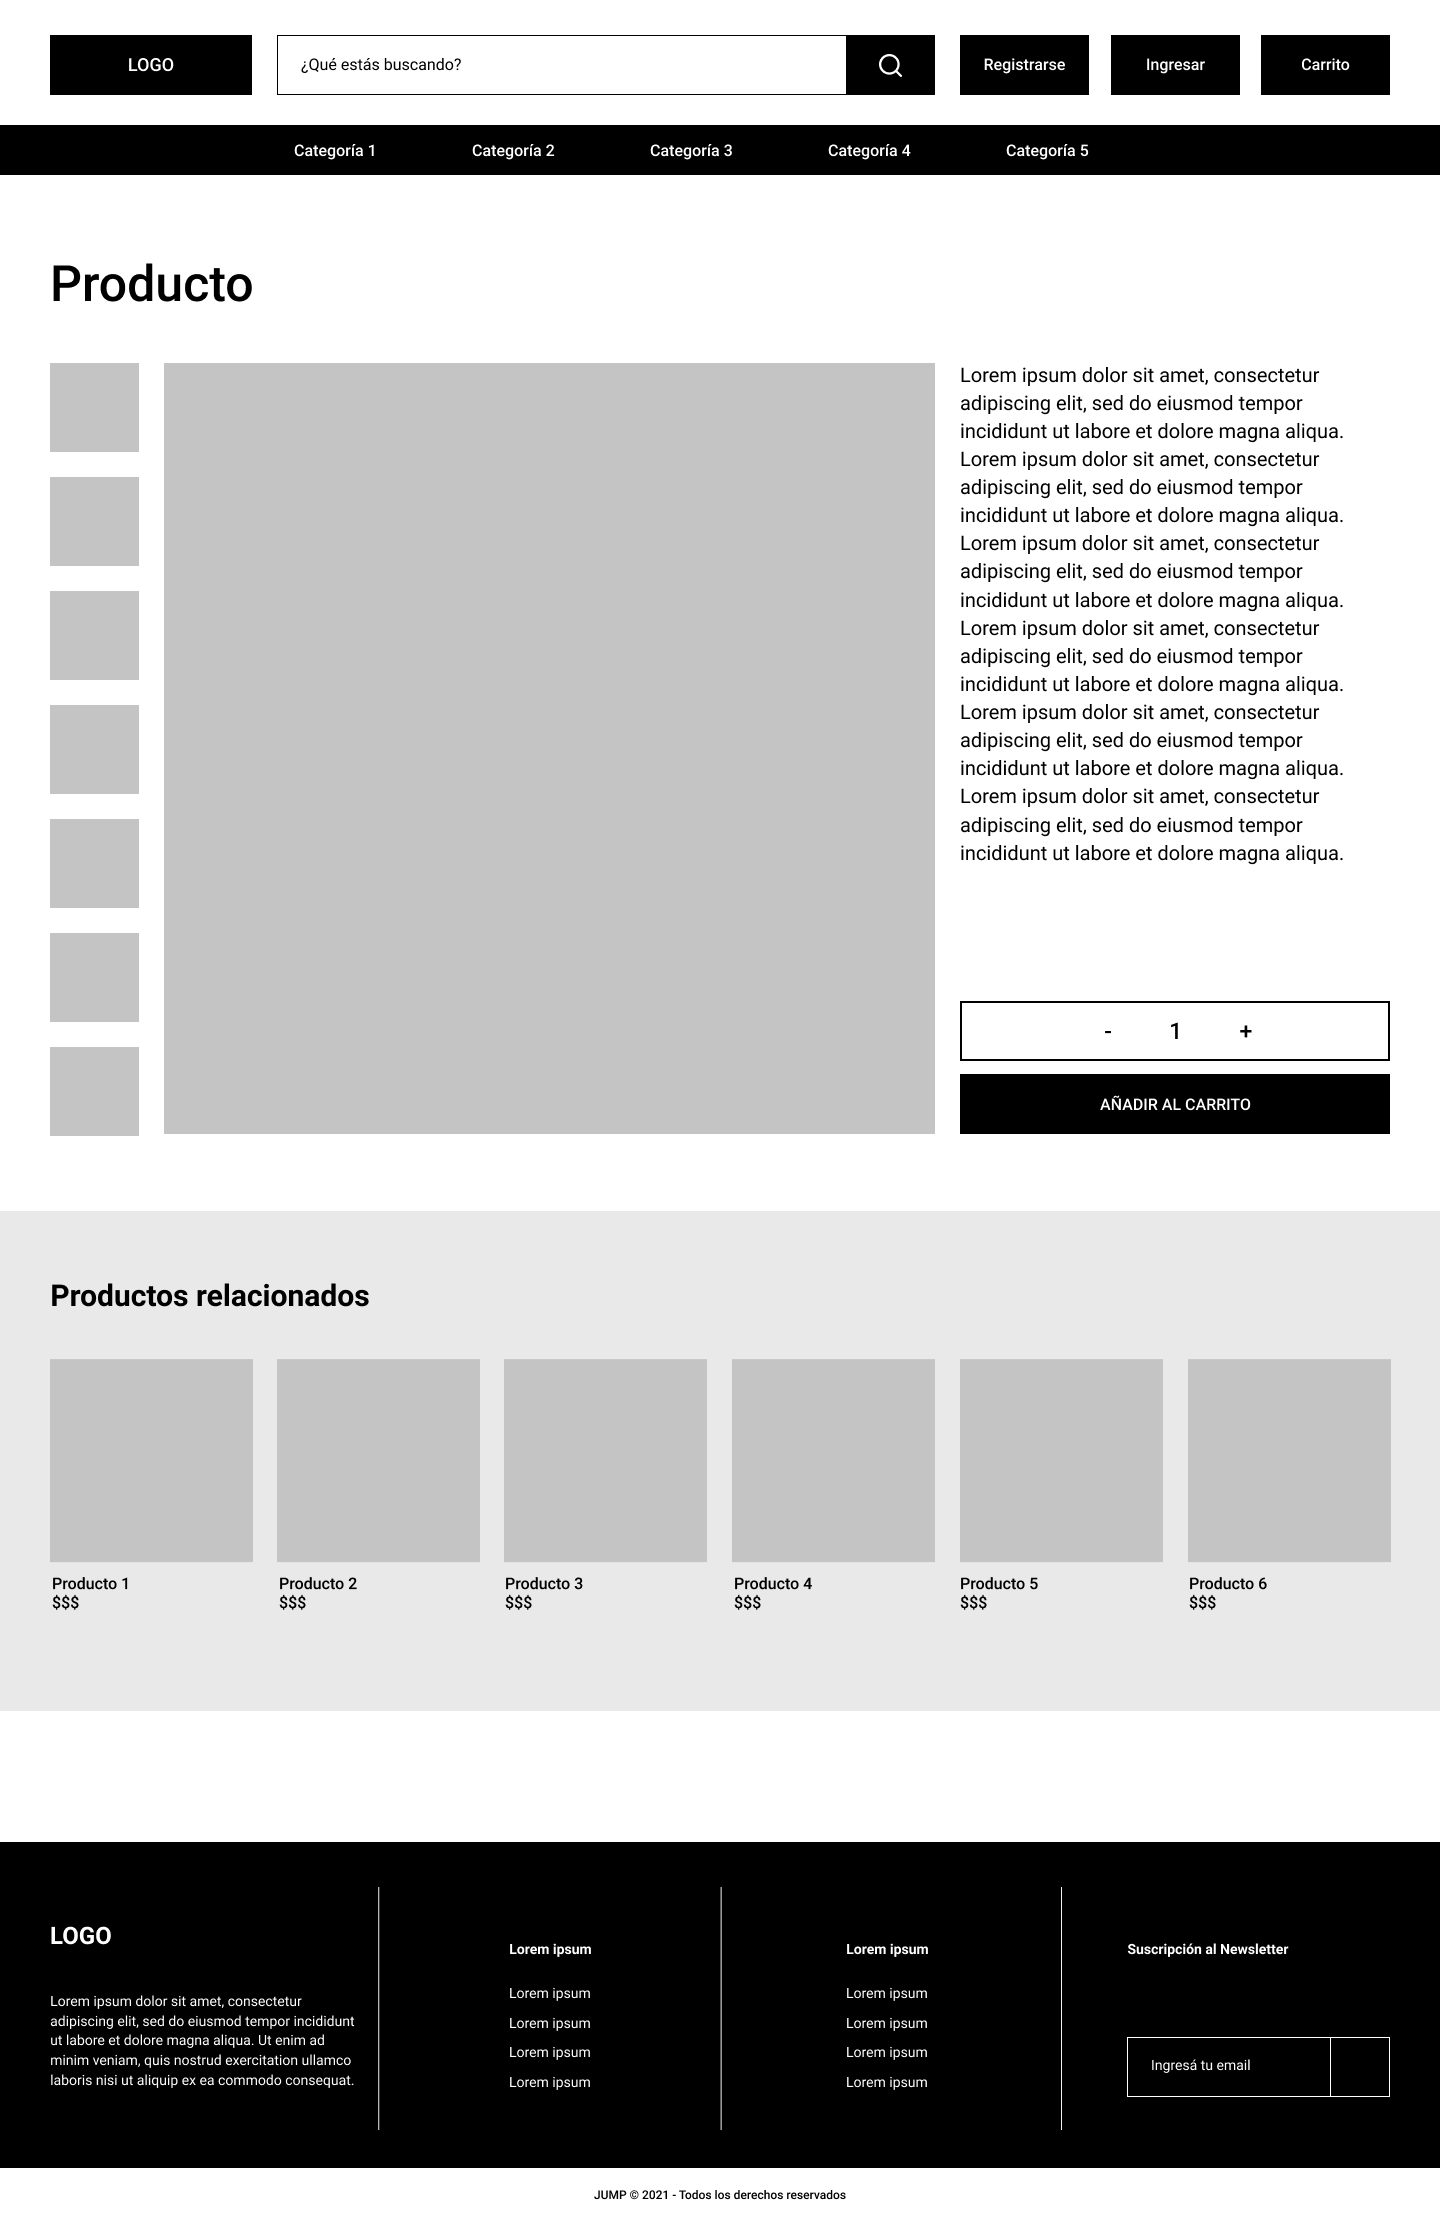 LOGO
¿Qué estás buscando?
Registrarse
Ingresar
Carrito
Categoría 1
Categoría 2
Categoría 3
Categoría 4
Categoría 5
Producto
Lorem ipsum dolor sit amet, consectetur
adipiscing elit, sed do eiusmod tempor
incididunt ut labore et dolore magna aliqua.
Lorem ipsum dolor sit amet, consectetur
adipiscing elit, sed do eiusmod tempor
incididunt ut labore et dolore magna aliqua.
Lorem ipsum dolor sit amet, consectetur
adipiscing elit, sed do eiusmod tempor
incididunt ut labore et dolore magna aliqua.
Lorem ipsum dolor sit amet, consectetur
adipiscing elit, sed do eiusmod tempor
incididunt ut labore et dolore magna aliqua.
Lorem ipsum dolor sit amet, consectetur
adipiscing elit, sed do eiusmod tempor
incididunt ut labore et dolore magna aliqua.
Lorem ipsum dolor sit amet, consectetur
adipiscing elit, sed do eiusmod tempor
incididunt ut labore et dolore magna aliqua.
- 1 +
AÑADIR AL CARRITO
Productos relacionados
Producto 1
$$$
Producto 2
$$$
Producto 3
$$$
Producto 4
$$$
Producto 5
$$$
Producto 6
$$$
LOGO
Lorem ipsum dolor sit amet, consectetur
adipiscing elit, sed do eiusmod tempor incididunt
ut labore et dolore magna aliqua. Ut enim ad
minim veniam, quis nostrud exercitation ullamco
laboris nisi ut aliquip ex ea commodo consequat.
Lorem ipsum
Lorem ipsum
Lorem ipsum
Lorem ipsum
Lorem ipsum
Lorem ipsum
Lorem ipsum
Lorem ipsum
Lorem ipsum
Lorem ipsum
Suscripción al Newsletter
Ingresá tu email
JUMP © 2021 - Todos los derechos reservados